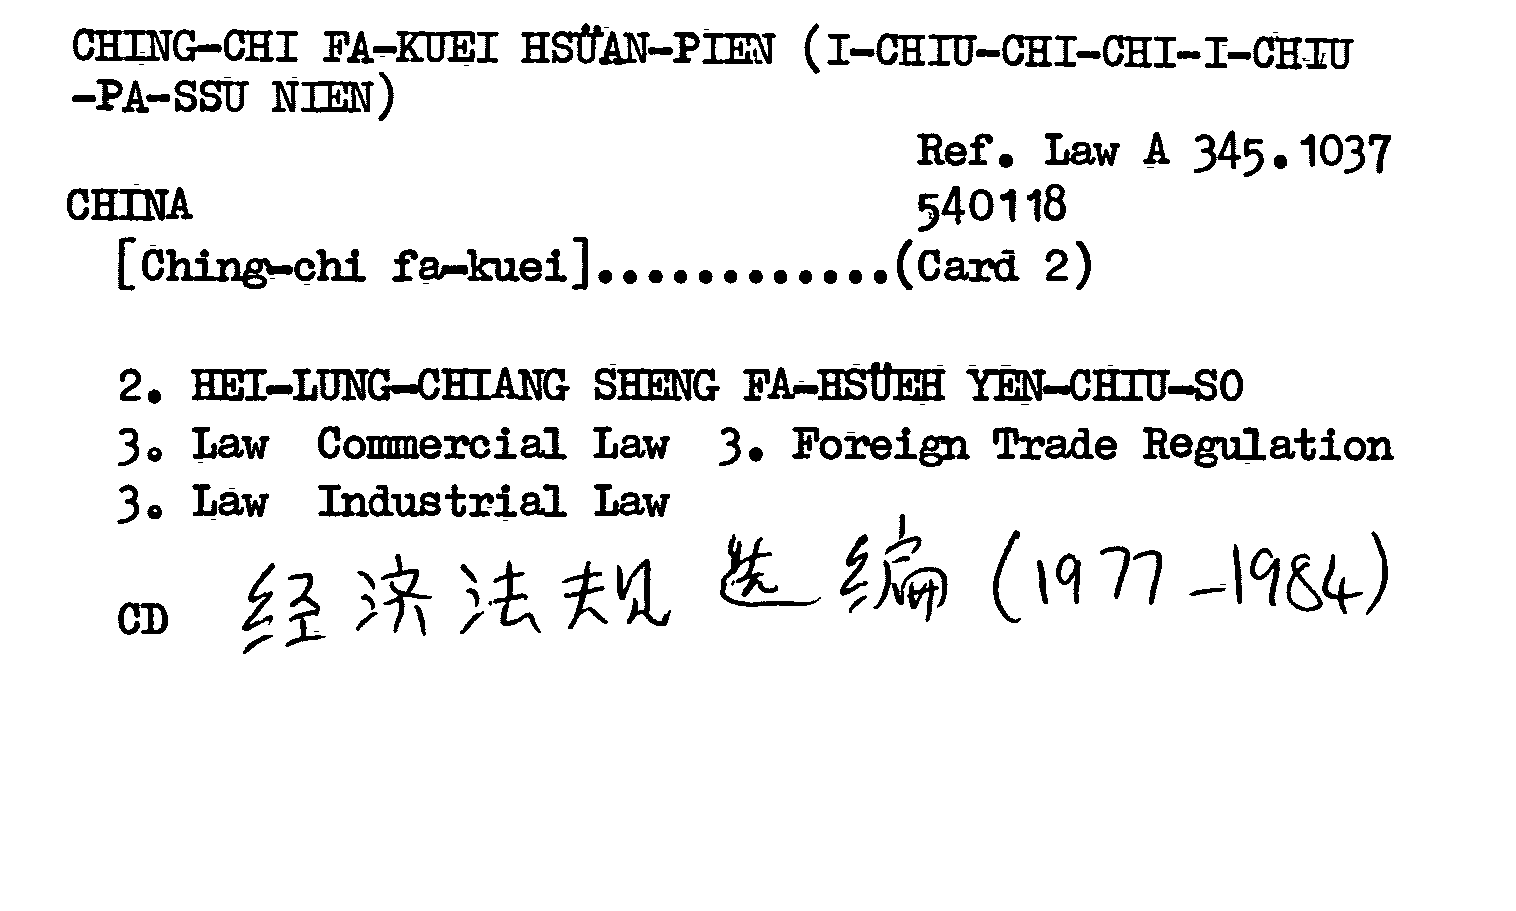 CHING-CHI FA-KUEI HSÜAN-PIEN (I-CHIU-CHI-CHI-I-CHIU
-PA-SSU NIEN)
Ref. Law A 345.1037
CHINA 540118
[Ching-chi fa-kuei]............(Card 2)
2. HEI-LUNG-CHIANG SHENG FA-HSÜEH YEN-CHIU-SO
3. Law Commercial Law 3. Foreign Trade Regulation
3. Law Industrial Law
CD 经济法规选编(1977-1984)